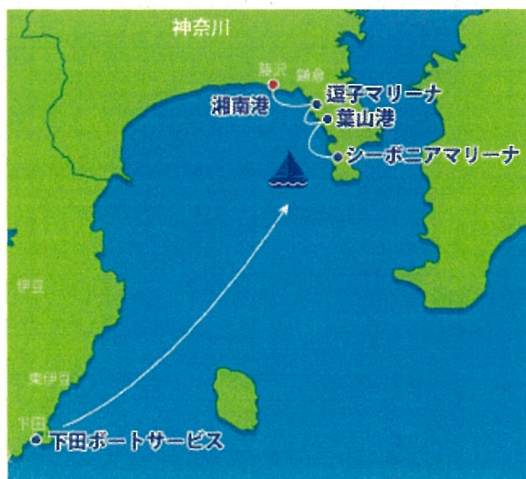 神奈川
藤沢
鎌倉
逗子マリーナ
湘南港
葉山港
シーボニアマリーナ
伊豆
東伊豆
下田
下田ボートサービス